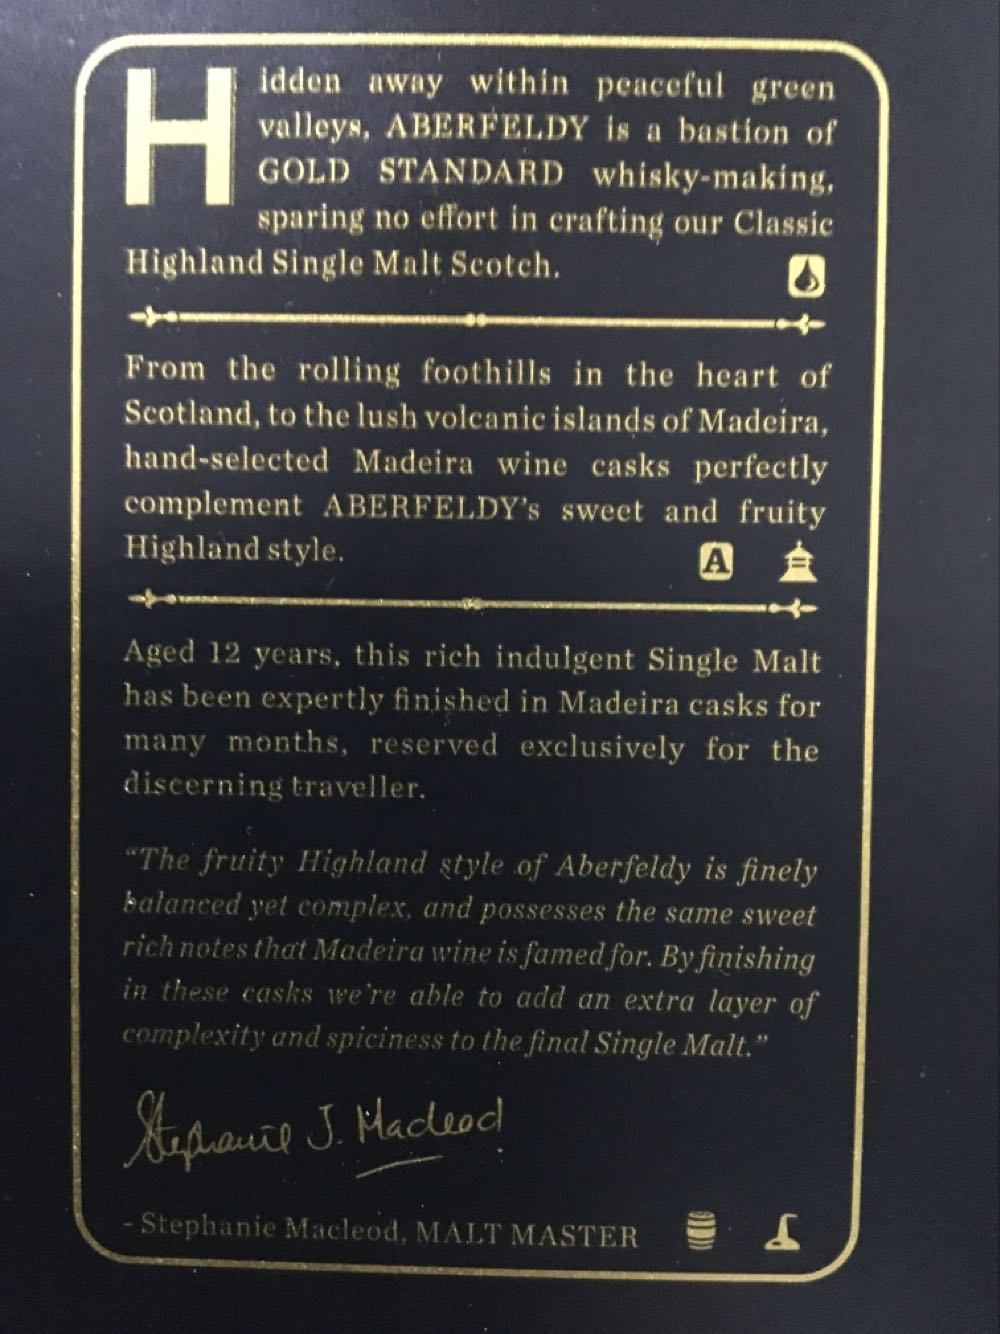 Hidden away within peaceful green
valleys, ABERFELDY is a bastion of
GOLD STANDARD whisky-making,
sparing no effort in crafting our Classic
Highland Single Malt Scotch.
From the rolling foothills in the heart of
Scotland, to the lush volcanic islands of Madeira,
hand-selected Madeira wine casks perfectly
complement ABERFELDY's sweet and fruity
Highland style.
A
Aged 12 years, this rich indulgent Single Malt
has been expertly finished in Madeira casks for
many months, reserved exclusively for the
discerning traveller.
"The fruity Highland style of Aberfeldy is finely
balanced yet complex, and possesses the same sweet
rich notes that Madeira wine is famed for. By finishing
in these casks we're able to add an extra layer of
complexity and spiciness to the final Single Malt."
Stephanie J. Macleod
- Stephanie Macleod, MALT MASTER